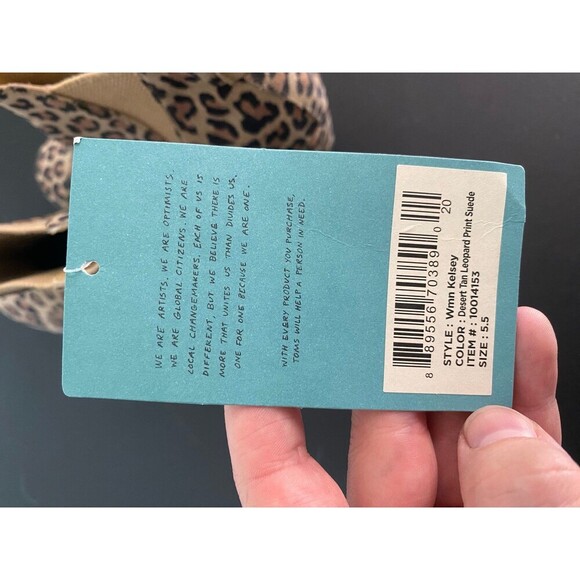 WE ARE ARTISTS. WE ARE OPTIMISTS.
WE ARE GLOBAL CITIZENS. WE ARE
LOCAL CHANGEMAKERS. EACH OF US IS
DIFFERENT, BUT WE BELIEVE THERE IS
MORE THAT UNITES US THAN DIVIDES US.
ONE FOR ONE BECAUSE WE ARE ONE.
WITH EVERY PRODUCT YOU PURCHASE,
TOMS WILL HELP A PERSON IN NEED.
8 89556 70389 0 20
STYLE : Wmn Kelsey
COLOR : Desert Tan Leopard Print Suede
ITEM # : 10014153
SIZE : 5.5